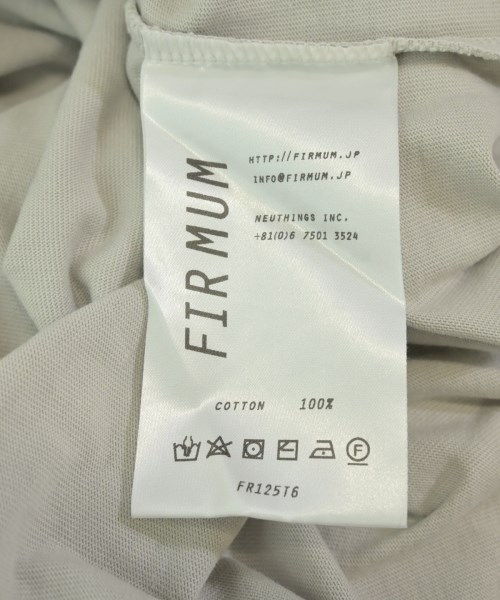 FIRMUM
HTTP://FIRMUM.JP
INFO@FIRMUM.JP
NEUTHINGS INC.
+81(0)6 7501 3524
COTTON 100%
F
FR125T6